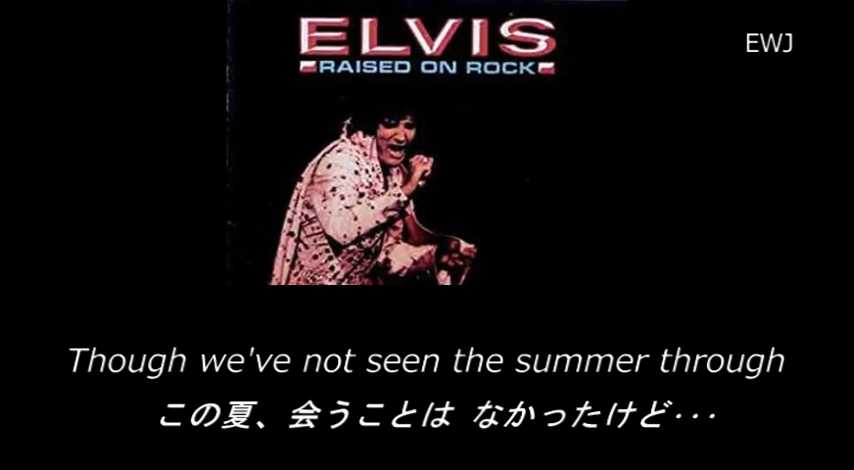 ELVIS
RAISED ON ROCK
EWJ
Though we've not seen the summer through
この夏、会うことは なかったけど・・・